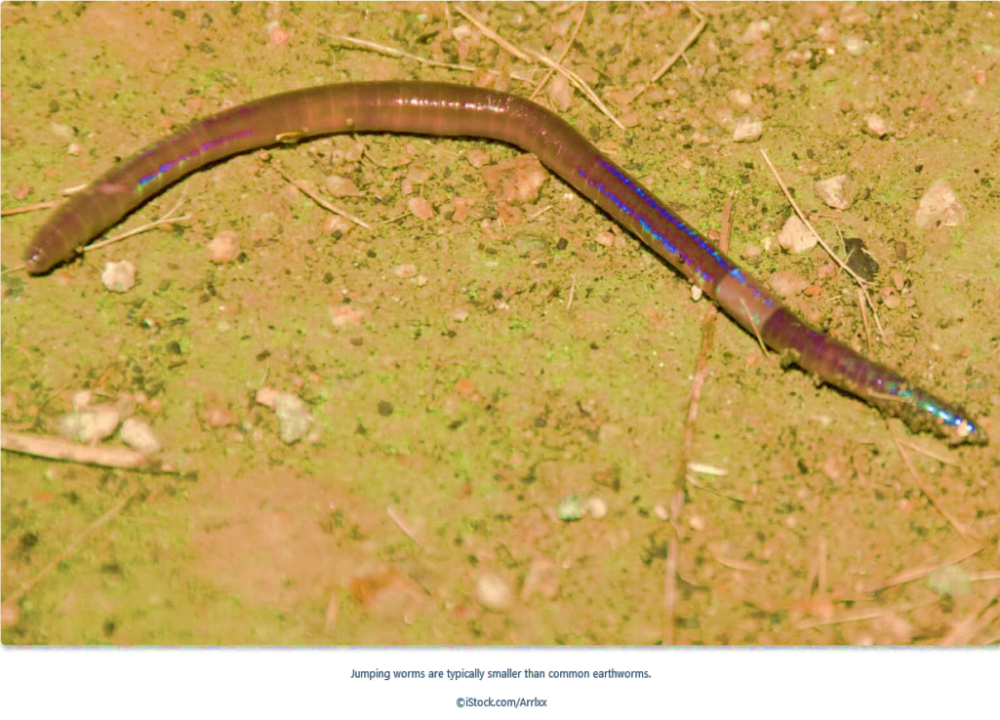 Jumping worms are typically smaller than common earthworms.
©iStock.com/Arrlxx